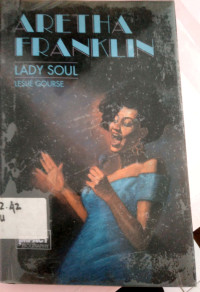 ARETHA
FRANKLIN
LADY SOUL
LESLIE GOURSE